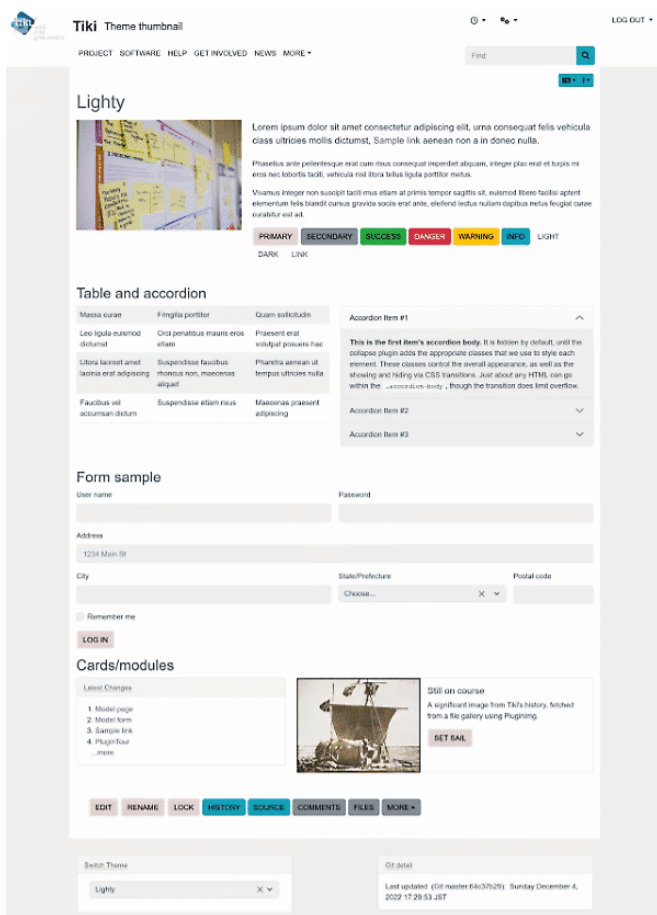 tiki
Tiki Theme thumbnail
LOG OUT
PROJECT SOFTWARE HELP GET INVOLVED NEWS MORE
Find
Lighty
Lorem ipsum dolor sit amet consectetur adipiscing elit, urna consequat felis vehicula
class ultricies mollis dictumst, Sample link aenean non a in donec nulla.
Phasellus ante pellentesque erat cum risus consequat imperdiet aliquam, integer plac erat et turpis mi
eros nec lobortis taciti, vehicula nisl litora tellus ligula porttitor metus.
Vivamus integer non suscipit taciti mus etiam at primis tempor sagittis sit, euismod libero facilisi aptent
elementum felis blandit cursus gravida sociis erat ante, eleifend lectus nullam dapibus metus feugiat curae
curabitur est ad.
PRIMARY SECONDARY SUCCESS DANGER WARNING INFO LIGHT
DARK LINK
Table and accordion
Massa curae Fringilla porttitor Quam sollicitudin
Leo ligula euismod Orci penatibus mauris eros Praesent erat
dictumst etiam volutpat posuere hac
Litora laoreet amet Suspendisse faucibus Pharetra aenean ut
lacinia erat adipiscing rhoncus non, maecenas tempus ultricies nulla
aliquet
Faucibus vel Suspendisse etiam risus Maecenas praesent
accumsan dictum adipiscing
Accordion Item #1
This is the first item's accordion body. It is hidden by default, until the
collapse plugin adds the appropriate classes that we use to style each
element. These classes control the overall appearance, as well as the
showing and hiding via CSS transitions. Just about any HTML can go
within the .accordion-body, though the transition does limit overflow.
Accordion Item #2
Accordion Item #3
Form sample
User name Password
Address
1234 Main St
City State/Prefecture Postal code
Choose...
Remember me
LOG IN
Cards/modules
Latest Changes
1. Model page
2. Model form
3. Sample link
4. PluginTour
...more
Still on course
A significant image from Tiki's history, fetched
from a file gallery using PluginImg.
SET SAIL
EDIT RENAME LOCK HISTORY SOURCE COMMENTS FILES MORE
Switch Theme
Lighty
Git detail
Last updated (Git master:64c37b29): Sunday December 4,
2022 17:29:53 JST